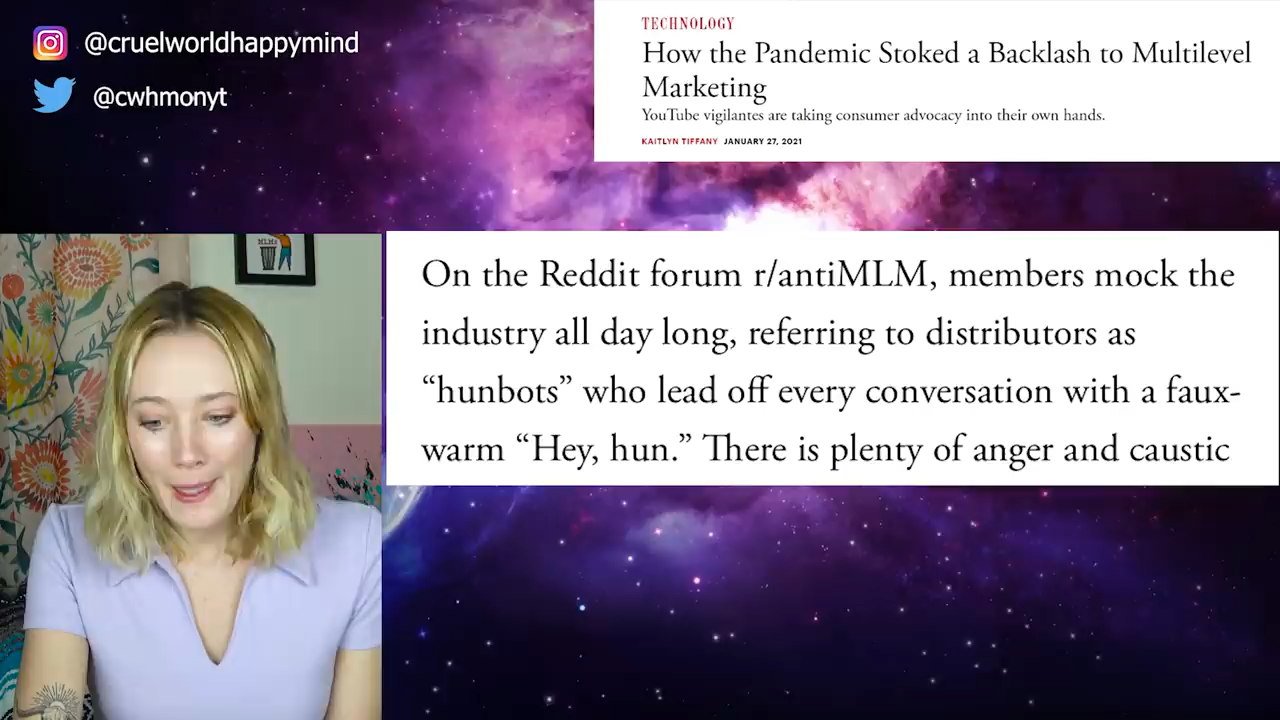 @cruelworldhappymind
@cwhmonyt
TECHNOLOGY
How the Pandemic Stoked a Backlash to Multilevel
Marketing
YouTube vigilantes are taking consumer advocacy into their own hands.
KAITLYN TIFFANY JANUARY 27, 2021
MLMs
On the Reddit forum r/antiMLM, members mock the
industry all day long, referring to distributors as
“hunbots” who lead off every conversation with a faux-
warm “Hey, hun.” There is plenty of anger and caustic